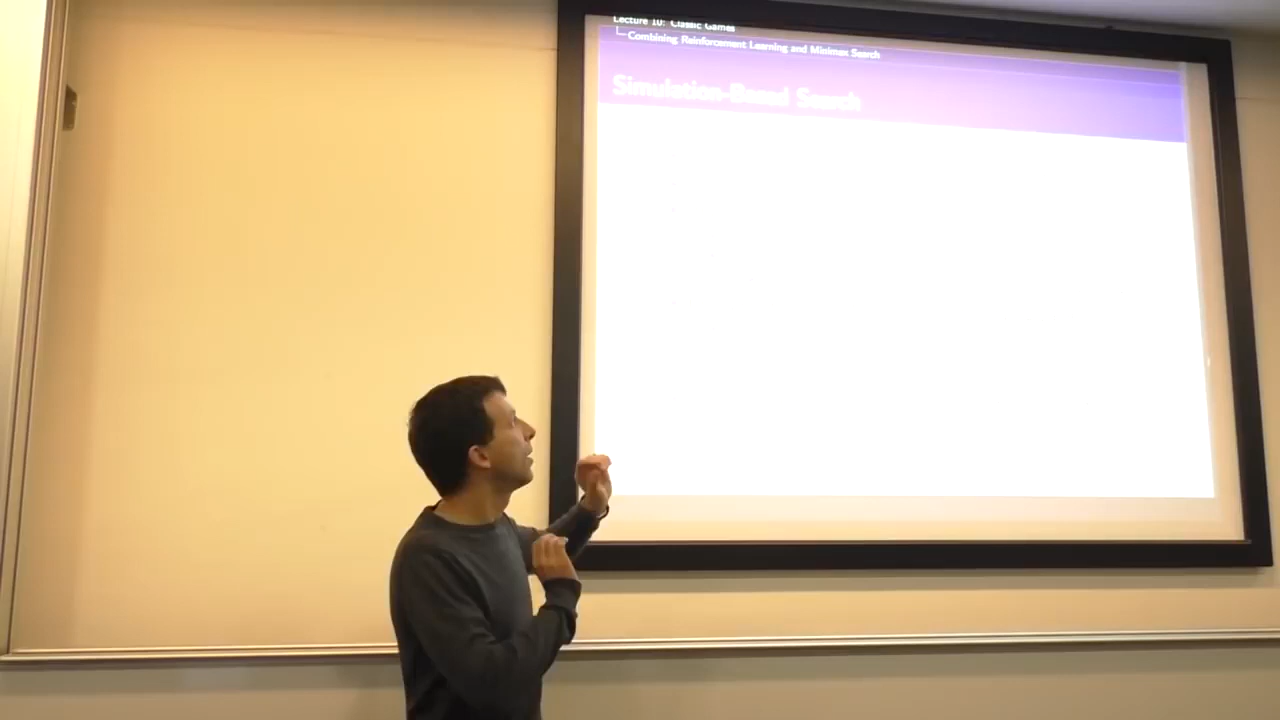 Lecture 10: Classic Games
Combining Reinforcement Learning and Minimax Search
Simulation-Based Search